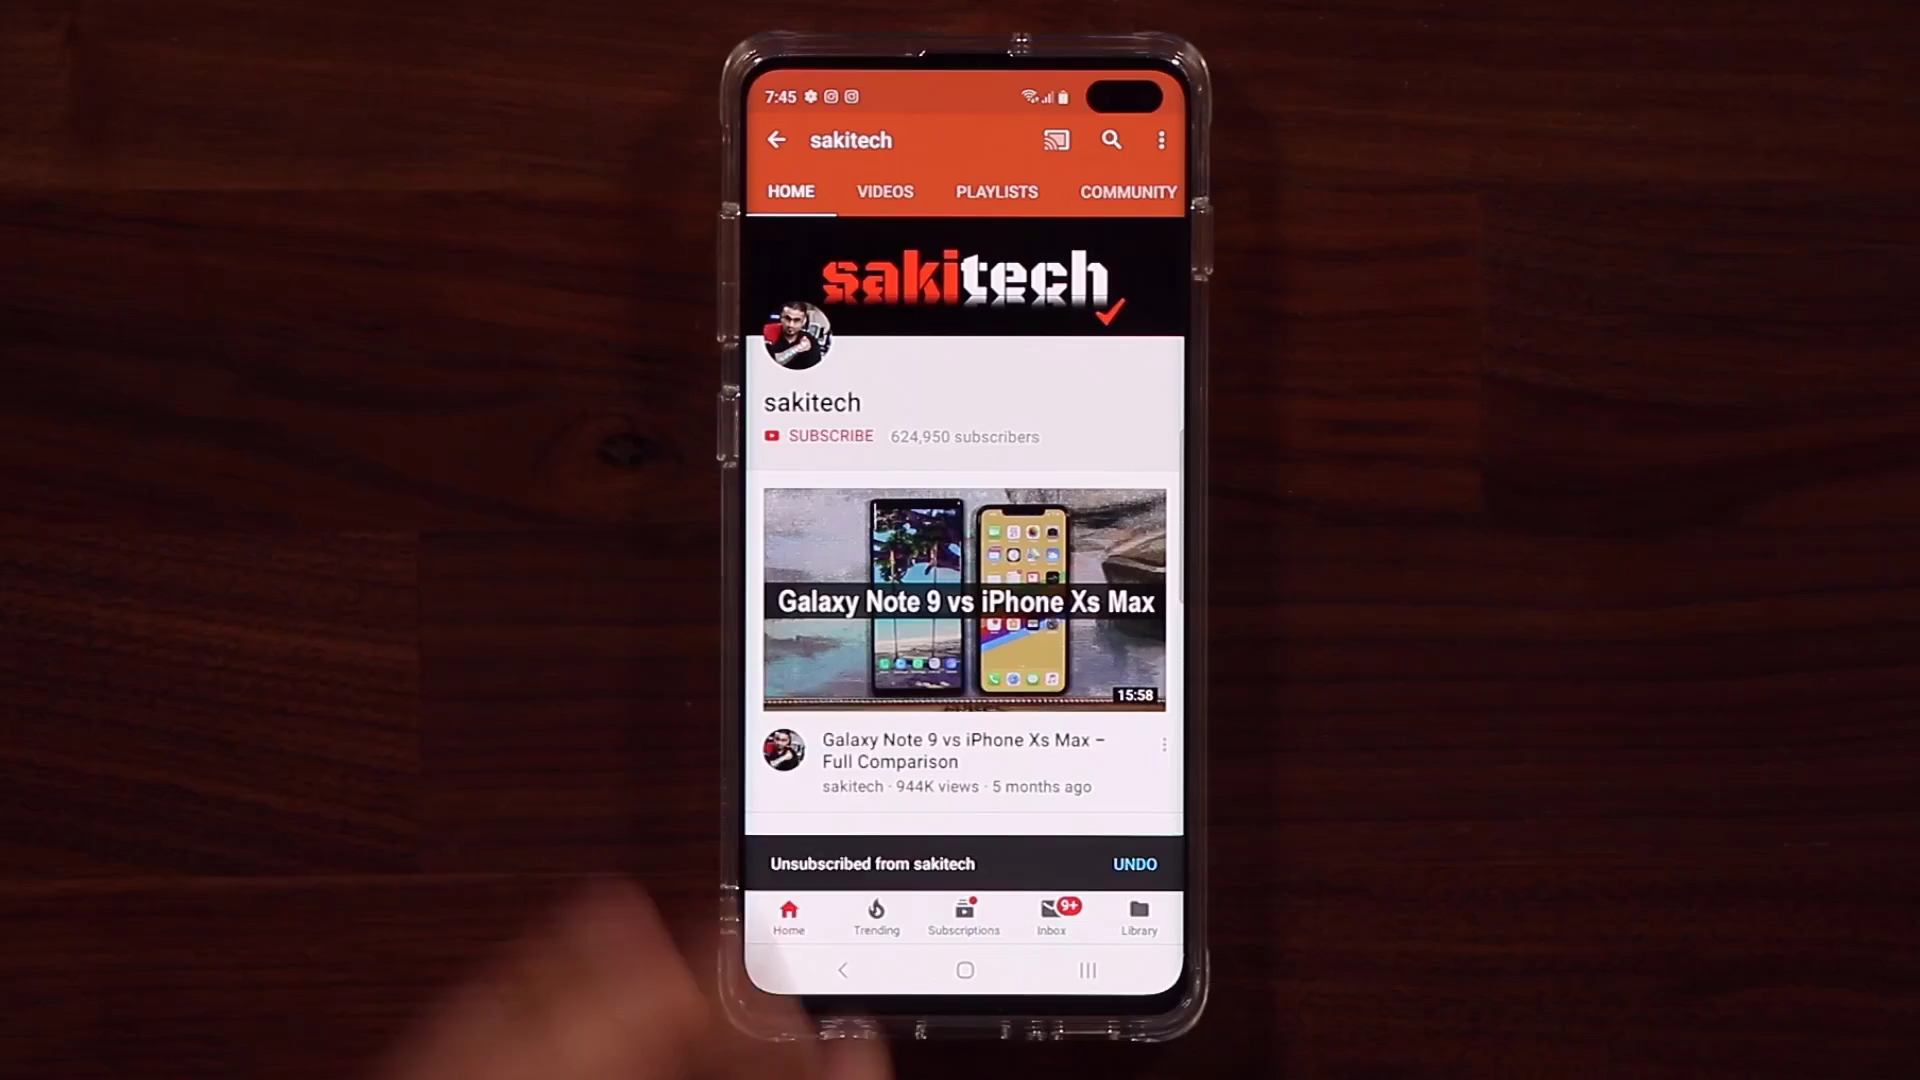 7:45
sakitech
HOME VIDEOS PLAYLISTS COMMUNITY
sakitech
sakitech
SUBSCRIBE 624,950 subscribers
Galaxy Note 9 vs iPhone Xs Max
15:58
Galaxy Note 9 vs iPhone Xs Max –
Full Comparison
sakitech · 944K views · 5 months ago
Unsubscribed from sakitech UNDO
9+
Home Trending Subscriptions Inbox Library